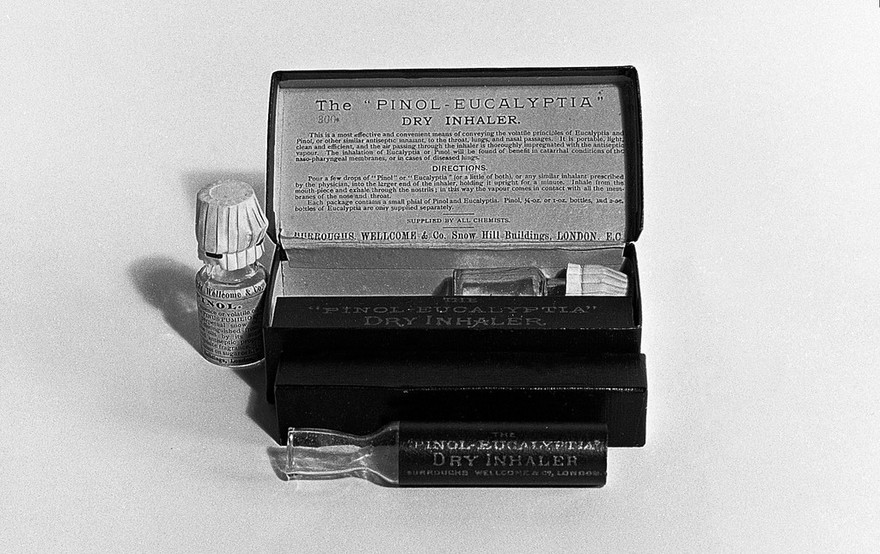 The "PINOL-EUCALYPTIA"
DRY INHALER.
This is a most effective and convenient means of conveying the volatile principles of Eucalyptia and
Pinol, or other similar antiseptic inhalant, to the throat, lungs, and nasal passages. It is portable, light,
clean and efficient, and the air passing through the inhaler is thoroughly impregnated with the antiseptic
vapour. The inhalation of Eucalyptia or Pinol will be found of benefit in catarrhal conditions of the
naso-pharyngeal membranes, or in cases of diseased lungs.
DIRECTIONS.
Pour a few drops of "Pinol" or "Eucalyptia" (or a little of both), or any similar inhalant prescribed
by the physician, into the larger end of the inhaler, holding it upright for a minute. Inhale from the
mouth-piece and exhale through the nostrils; in this way the vapour comes in contact with all the mem-
branes of the nose and throat.
Each package contains a small phial of Pinol and Eucalyptia. Pinol, ½-oz. or 1-oz. bottles, and 2-oz.
bottles of Eucalyptia are only supplied separately.
SUPPLIED BY ALL CHEMISTS.
BURROUGHS, WELLCOME & Co. Snow Hill Buildings, LONDON. E.C
Wellcome & Co
PINOL.
THE
"PINOL-EUCALYPTIA"
DRY INHALER.
THE
"PINOL-EUCALYPTIA"
DRY INHALER
BURROUGHS WELLCOME & Co, LONDON.